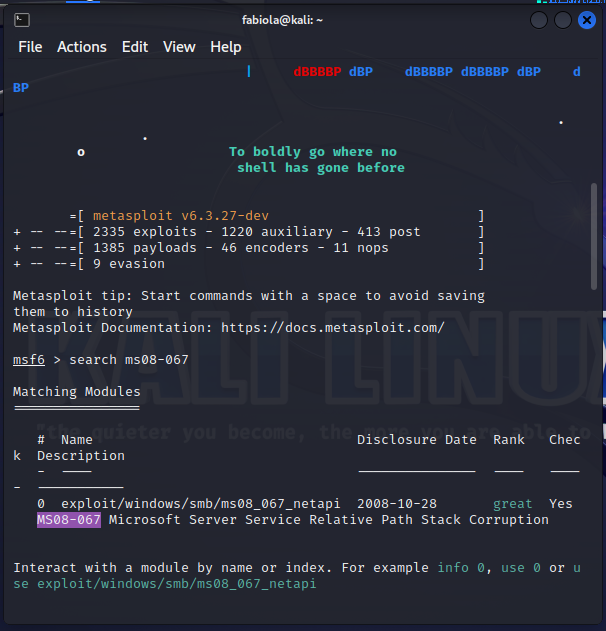 fabiola@kali: ~
File Actions Edit View Help
| dBBBBP dBP dBBBBP dBBBBP dBP d
BP
.
.
o To boldly go where no
shell has gone before
=[ metasploit v6.3.27-dev ]
+ -- --=[ 2335 exploits - 1220 auxiliary - 413 post ]
+ -- --=[ 1385 payloads - 46 encoders - 11 nops ]
+ -- --=[ 9 evasion ]
Metasploit tip: Start commands with a space to avoid saving
them to history
Metasploit Documentation: https://docs.metasploit.com/
msf6 > search ms08-067
KALI LINUX
Matching Modules
================
"the quieter you become, the more you are able to
# Name Disclosure Date Rank Chec
k Description
- ---- --------------- ---- ----
- -----------
0 exploit/windows/smb/ms08_067_netapi 2008-10-28 great Yes
MS08-067 Microsoft Server Service Relative Path Stack Corruption
Interact with a module by name or index. For example info 0, use 0 or u
se exploit/windows/smb/ms08_067_netapi